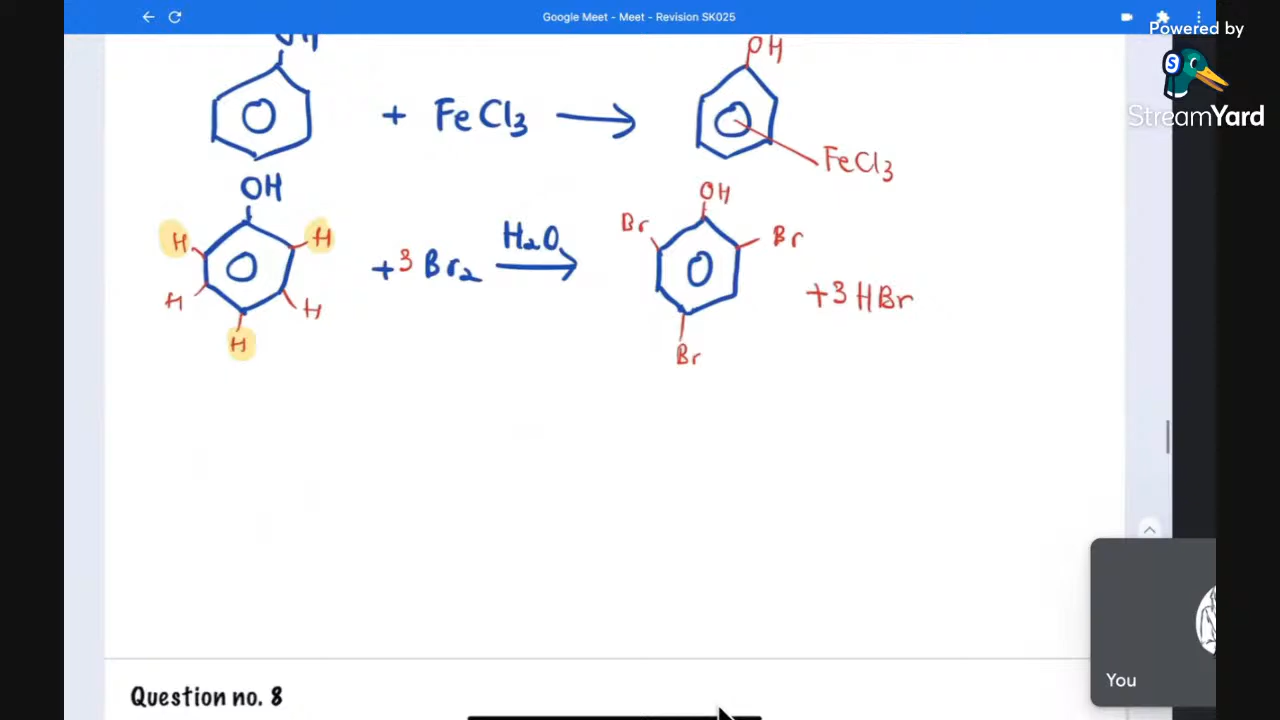 Google Meet - Meet - Revision SK025
Powered by
StreamYard
S
OH
+ FeCl3
OH
FeCl3
OH
H
H
H
H
H
+3 Br2
H2O
OH
Br
Br
Br
+3 HBr
You
Question no. 8